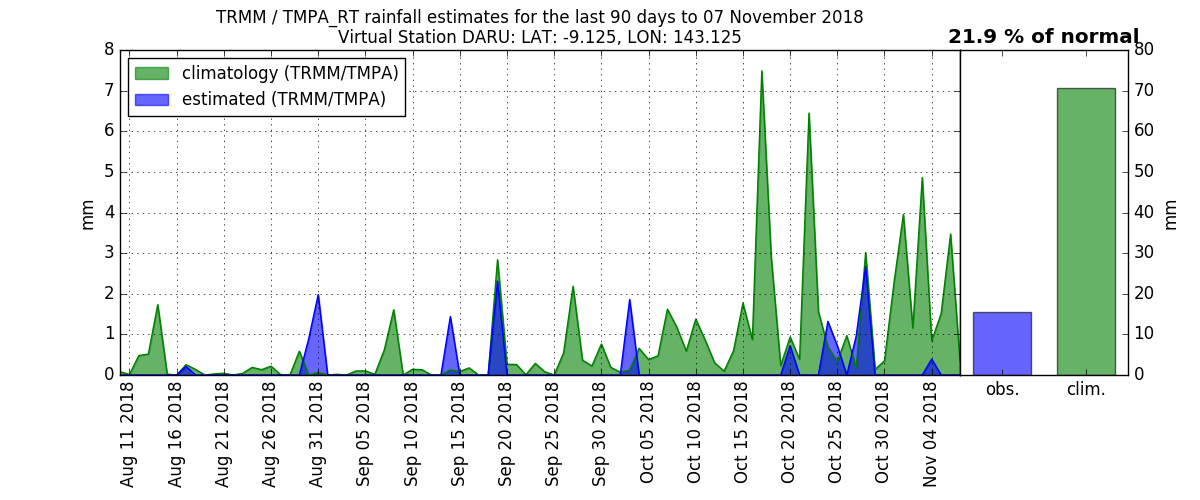 TRMM / TMPA_RT rainfall estimates for the last 90 days to 07 November 2018
Virtual Station DARU: LAT: -9.125, LON: 143.125
21.9 % of normal
climatology (TRMM/TMPA)
estimated (TRMM/TMPA)
mm
8
7
6
5
4
3
2
1
0
Aug 11 2018
Aug 16 2018
Aug 21 2018
Aug 26 2018
Aug 31 2018
Sep 05 2018
Sep 10 2018
Sep 15 2018
Sep 20 2018
Sep 25 2018
Sep 30 2018
Oct 05 2018
Oct 10 2018
Oct 15 2018
Oct 20 2018
Oct 25 2018
Oct 30 2018
Nov 04 2018
obs.
clim.
80
70
60
50
40
30
20
10
0
mm